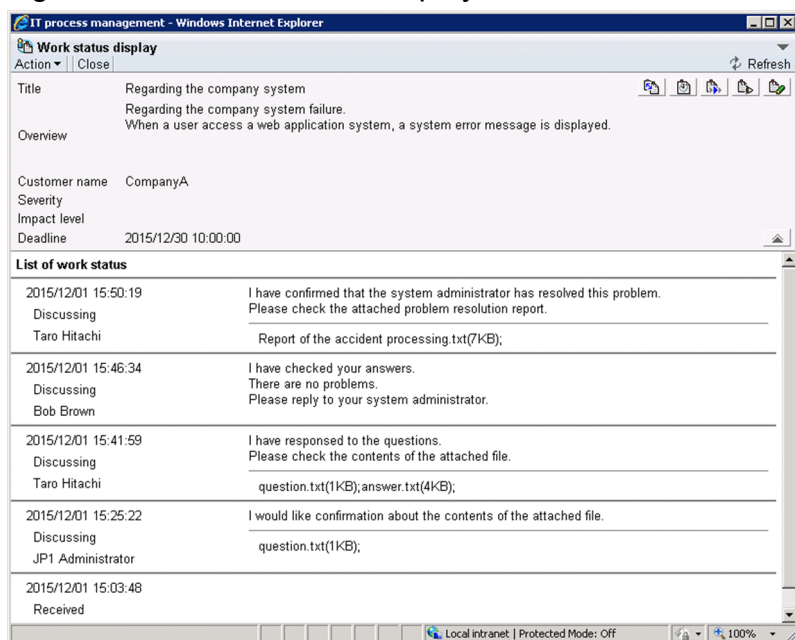 IT process management - Windows Internet Explorer
Work status display
Action Close Refresh
Title Regarding the company system
Regarding the company system failure.
When a user access a web application system, a system error message is displayed.
Overview
Customer name CompanyA
Severity
Impact level
Deadline 2015/12/30 10:00:00
List of work status
2015/12/01 15:50:19 I have confirmed that the system administrator has resolved this problem.
Discussing Please check the attached problem resolution report.
Taro Hitachi Report of the accident processing.txt(7KB);
2015/12/01 15:46:34 I have checked your answers.
Discussing There are no problems.
Bob Brown Please reply to your system administrator.
2015/12/01 15:41:59 I have responsed to the questions.
Discussing Please check the contents of the attached file.
Taro Hitachi question.txt(1KB);answer.txt(4KB);
2015/12/01 15:25:22 I would like confirmation about the contents of the attached file.
Discussing question.txt(1KB);
JP1 Administrator
2015/12/01 15:03:48
Received
Local intranet | Protected Mode: Off 100%